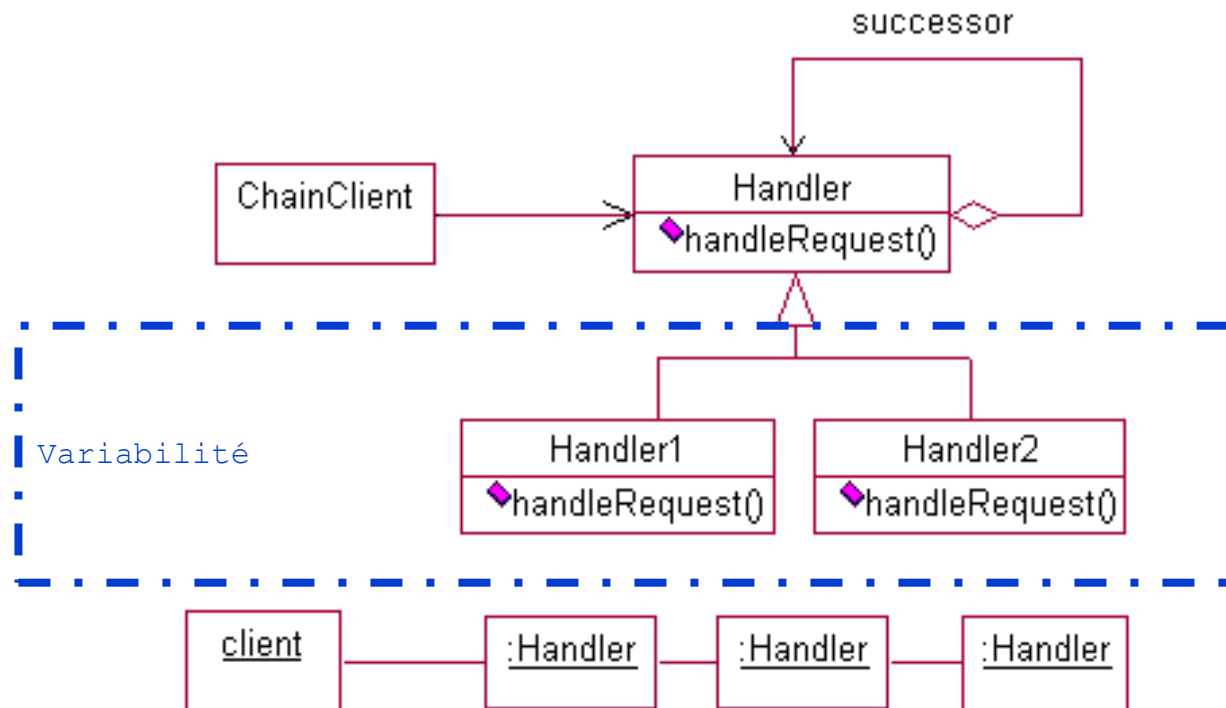 successor
ChainClient
Handler
handleRequest()
Variabilité
Handler1
handleRequest()
Handler2
handleRequest()
client
:Handler
:Handler
:Handler